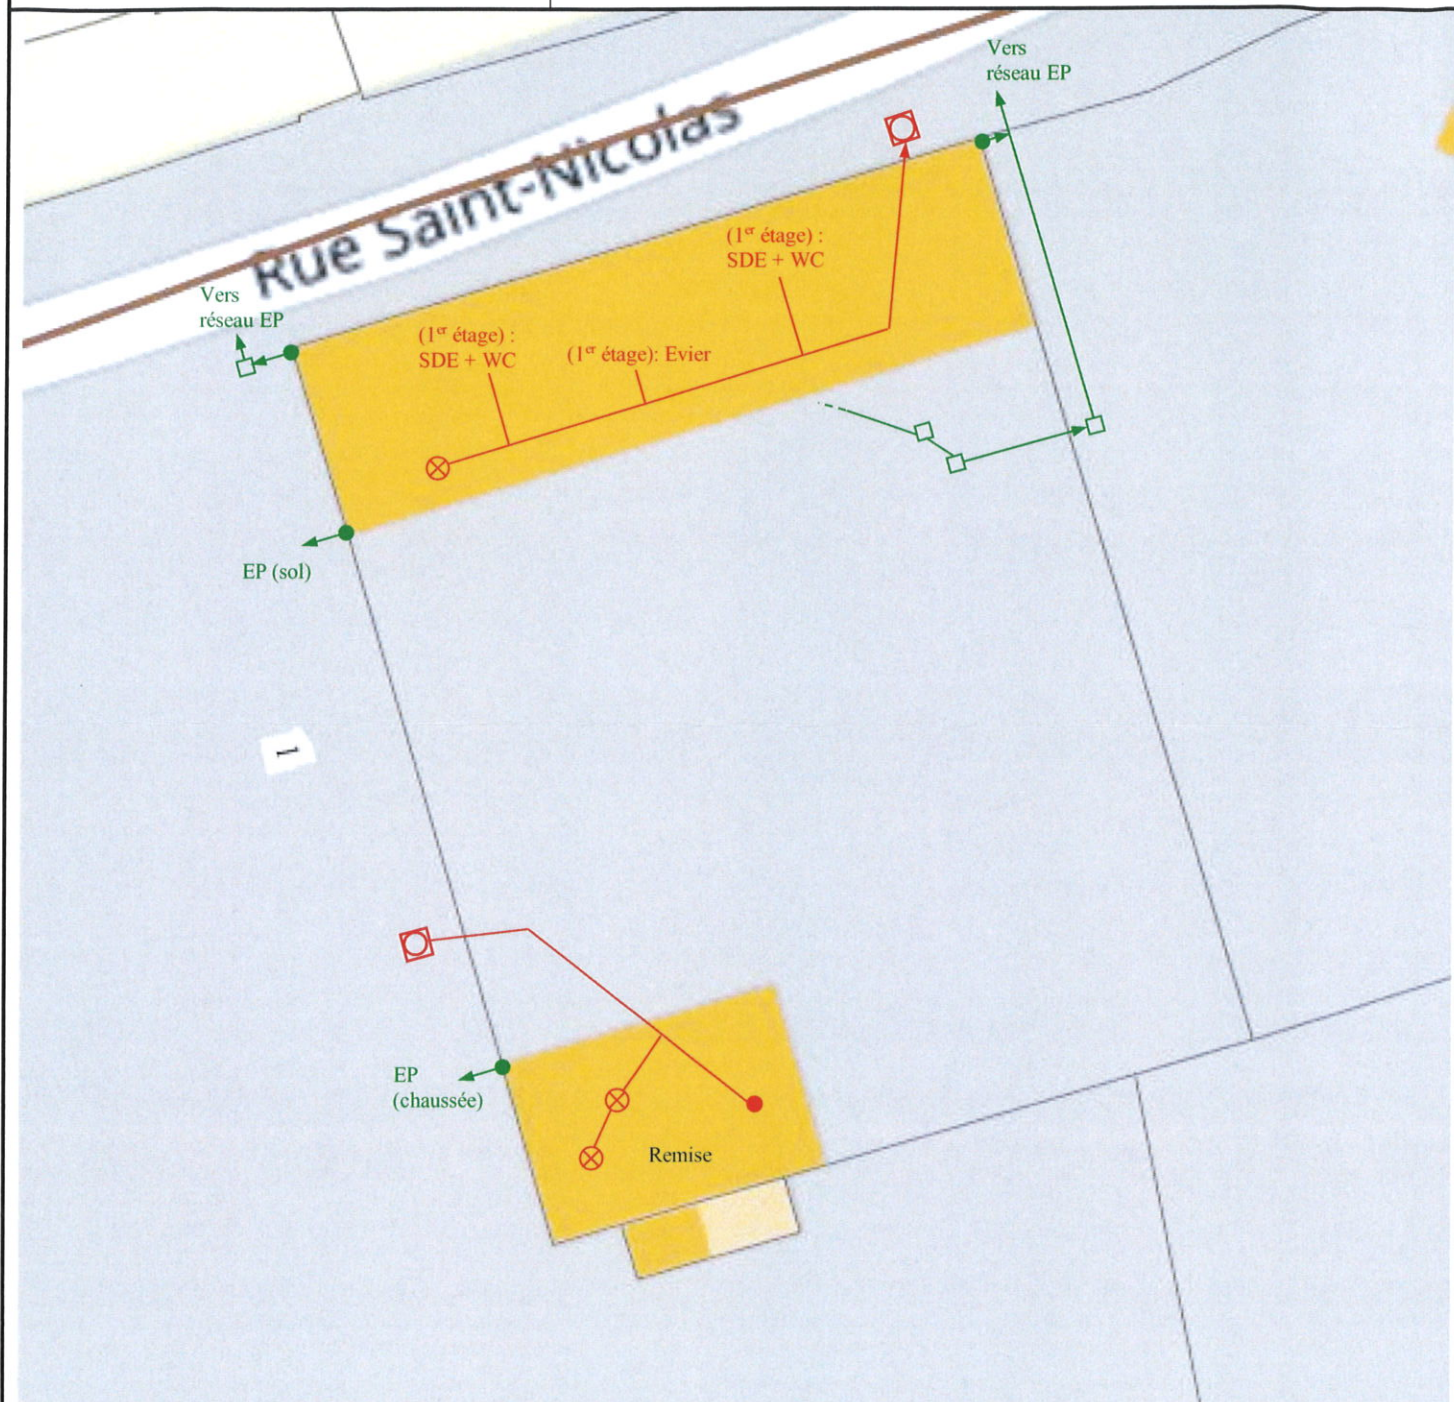 Vers
réseau EP
Rue Saint-Nicolas
(1er étage) :
SDE + WC
Vers
réseau EP
(1er étage) :
SDE + WC
(1er étage): Evier
EP (sol)
1
EP
(chaussée)
Remise